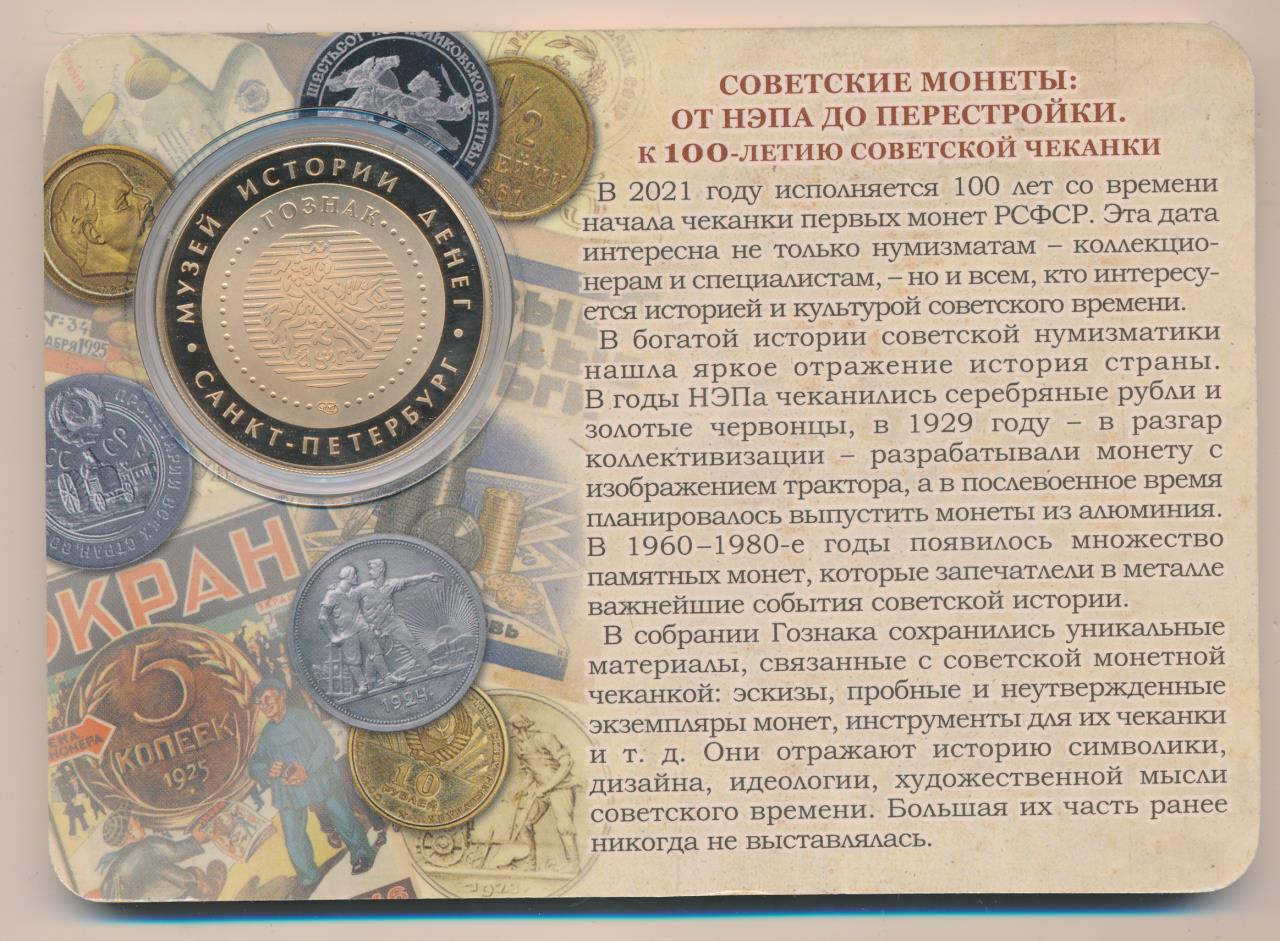 СОВЕТСКИЕ МОНЕТЫ:
ОТ НЭПА ДО ПЕРЕСТРОЙКИ.
К 100-ЛЕТИЮ СОВЕТСКОЙ ЧЕКАНКИ
В 2021 году исполняется 100 лет со времени
начала чеканки первых монет РСФСР. Эта дата
интересна не только нумизматам – коллекцио-
нерам и специалистам, – но и всем, кто интересу-
ется историей и культурой советского времени.
В богатой истории советской нумизматики
нашла яркое отражение история страны.
В годы НЭПа чеканились серебряные рубли и
золотые червонцы, в 1929 году – в разгар
коллективизации – разрабатывали монету с
изображением трактора, а в послевоенное время
планировалось выпустить монеты из алюминия.
В 1960–1980-е годы появилось множество
памятных монет, которые запечатлели в металле
важнейшие события советской истории.
В собрании Гознака сохранились уникальные
материалы, связанные с советской монетной
чеканкой: эскизы, пробные и неутвержденные
экземпляры монет, инструменты для их чеканки
и т. д. Они отражают историю символики,
дизайна, идеологии, художественной мысли
советского времени. Большая их часть ранее
никогда не выставлялась.
МУЗЕЙ ИСТОРИИ ДЕНЕГ
• САНКТ-ПЕТЕРБУРГ •
• ГОЗНАК •
БИТВЫ
1/2
1961
№34
1925
ЭКРАН
5
КОПЕЕК
1925
1924
10
РУБЛЕЙ